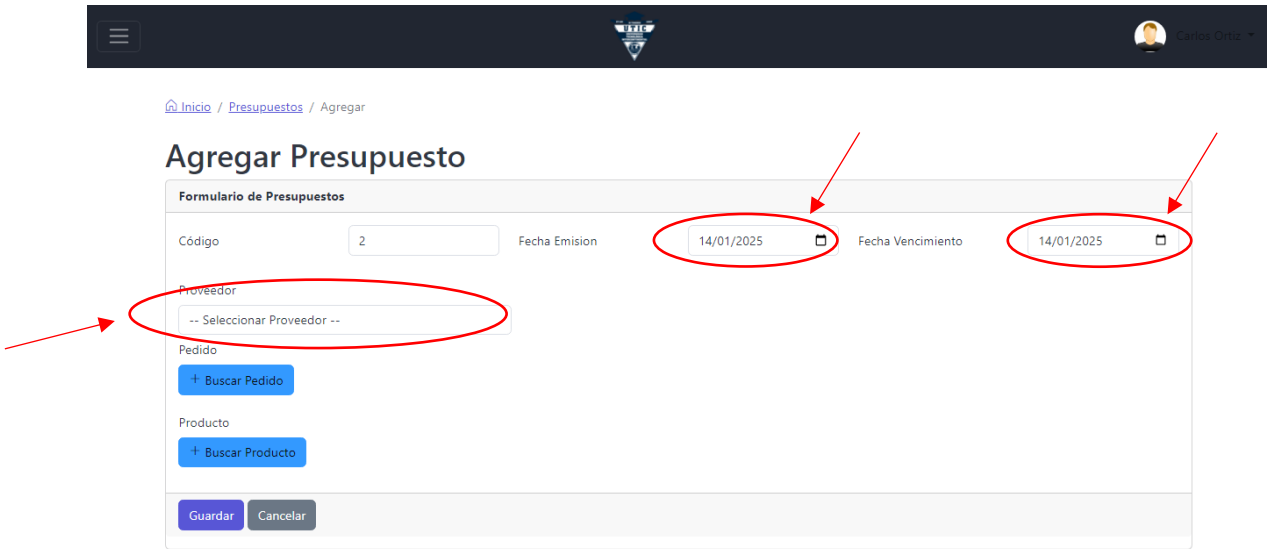 UTIC
Carlos Ortiz
Inicio / Presupuestos / Agregar
Agregar Presupuesto
Formulario de Presupuestos
Código 2 Fecha Emision 14/01/2025 Fecha Vencimiento 14/01/2025
Proveedor
-- Seleccionar Proveedor --
Pedido
+ Buscar Pedido
Producto
+ Buscar Producto
Guardar Cancelar